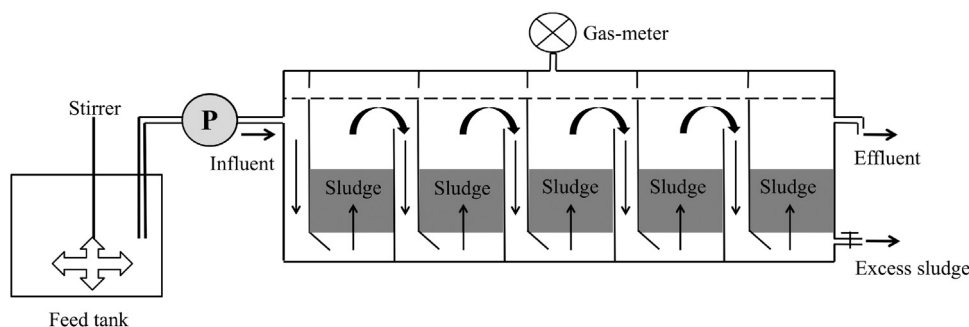 Gas-meter
Stirrer
P
Influent
Effluent
Sludge
Sludge
Sludge
Sludge
Sludge
Excess sludge
Feed tank